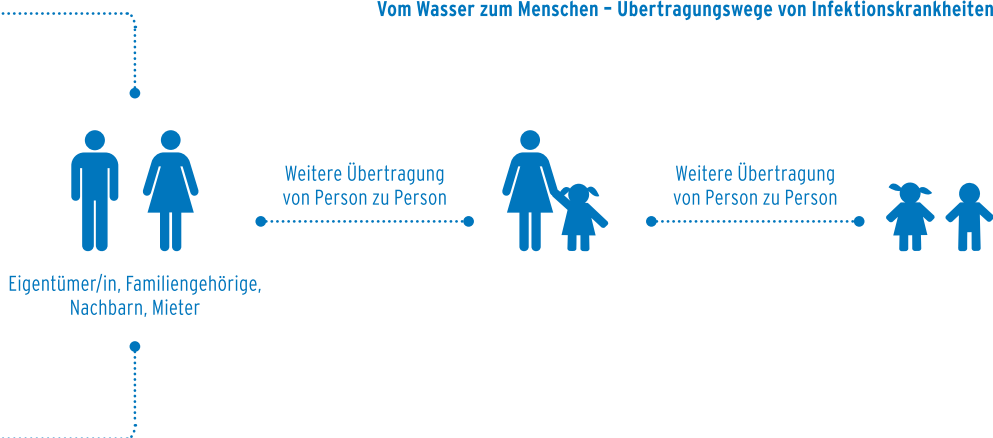 Vom Wasser zum Menschen – Übertragungswege von Infektionskrankheiten
Weitere Übertragung
von Person zu Person
Weitere Übertragung
von Person zu Person
Eigentümer/in, Familiengehörige,
Nachbarn, Mieter